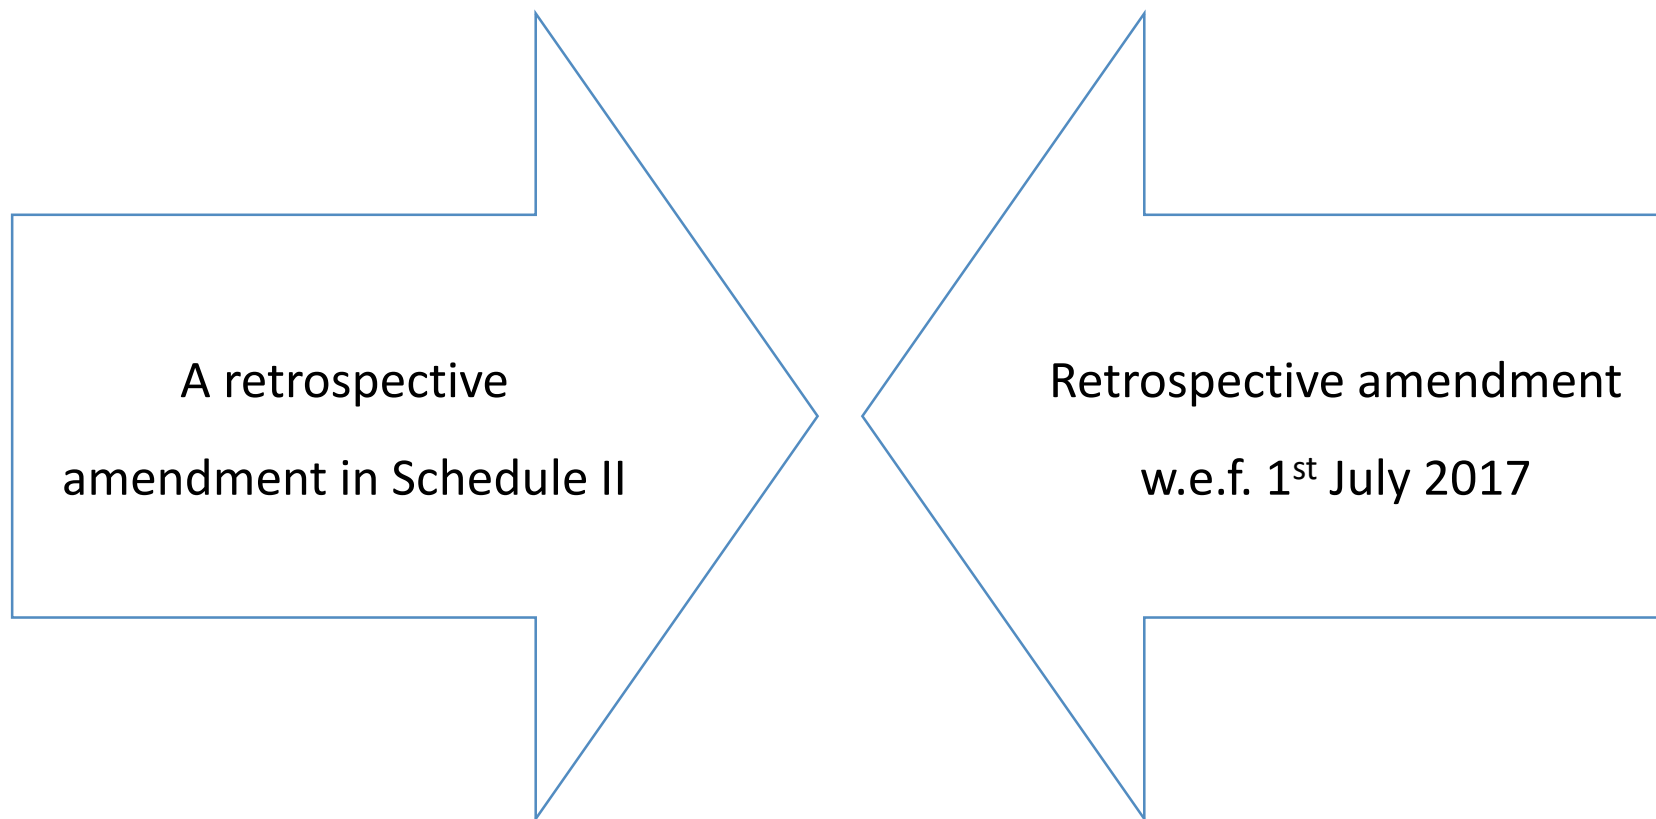 A retrospective
amendment in Schedule II
Retrospective amendment
w.e.f. 1st July 2017